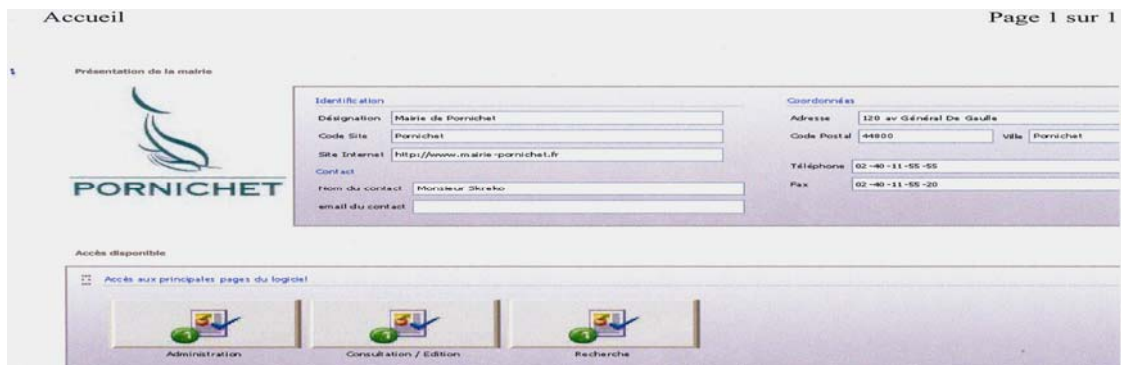 Accueil Page 1 sur 1
Présentation de la mairie
PORNICHET
Identification
Désignation Mairie de Pornichet
Code Site Pornichet
Site Internet http://www.mairie-pornichet.fr
Contact
Nom du contact Monsieur Skreko
email du contact
Coordonnées
Adresse 120 av Général De Gaulle
Code Postal 44800 Ville Pornichet
Téléphone 02-40-11-55-55
Fax 02-40-11-55-20
Accès disponible
Accès aux principales pages du logiciel
Administration Consultation / Edition Recherche